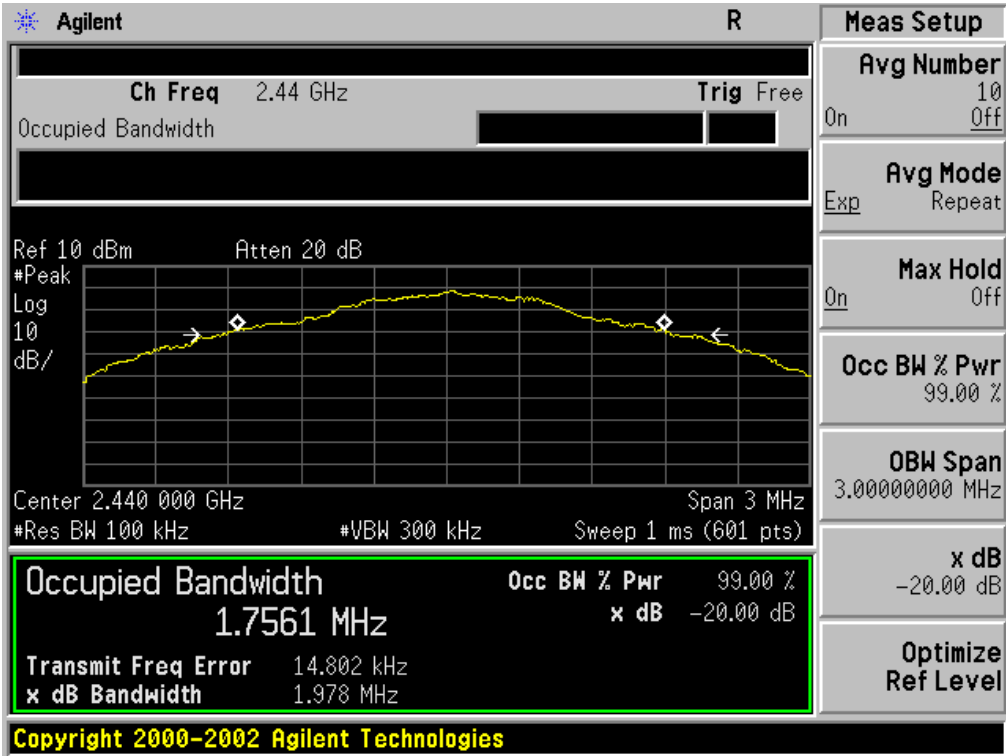 Agilent R
Ch Freq 2.44 GHz Trig Free
Occupied Bandwidth
Ref 10 dBm Atten 20 dB
#Peak
Log
10
dB/
Center 2.440 000 GHz Span 3 MHz
#Res BW 100 kHz #VBW 300 kHz Sweep 1 ms (601 pts)
Occupied Bandwidth Occ BW % Pwr 99.00 %
1.7561 MHz x dB -20.00 dB
Transmit Freq Error 14.802 kHz
x dB Bandwidth 1.978 MHz
Copyright 2000-2002 Agilent Technologies
Meas Setup
Avg Number
10
On Off
Avg Mode
Exp Repeat
Max Hold
On Off
Occ BW % Pwr
99.00 %
OBW Span
3.00000000 MHz
x dB
-20.00 dB
Optimize
Ref Level